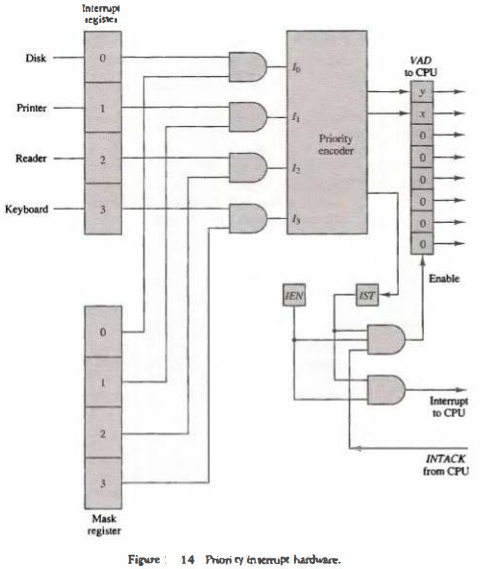 Interrupt
register
Disk
0
Printer
1
Reader
2
Keyboard
3
I0
I1
I2
I3
Priority
encoder
VAD
to CPU
y
x
0
0
0
0
0
0
Enable
IEN
IST
Interrupt
to CPU
INTACK
from CPU
0
1
2
3
Mask
register
Figure 14 Priority interrupt hardware.